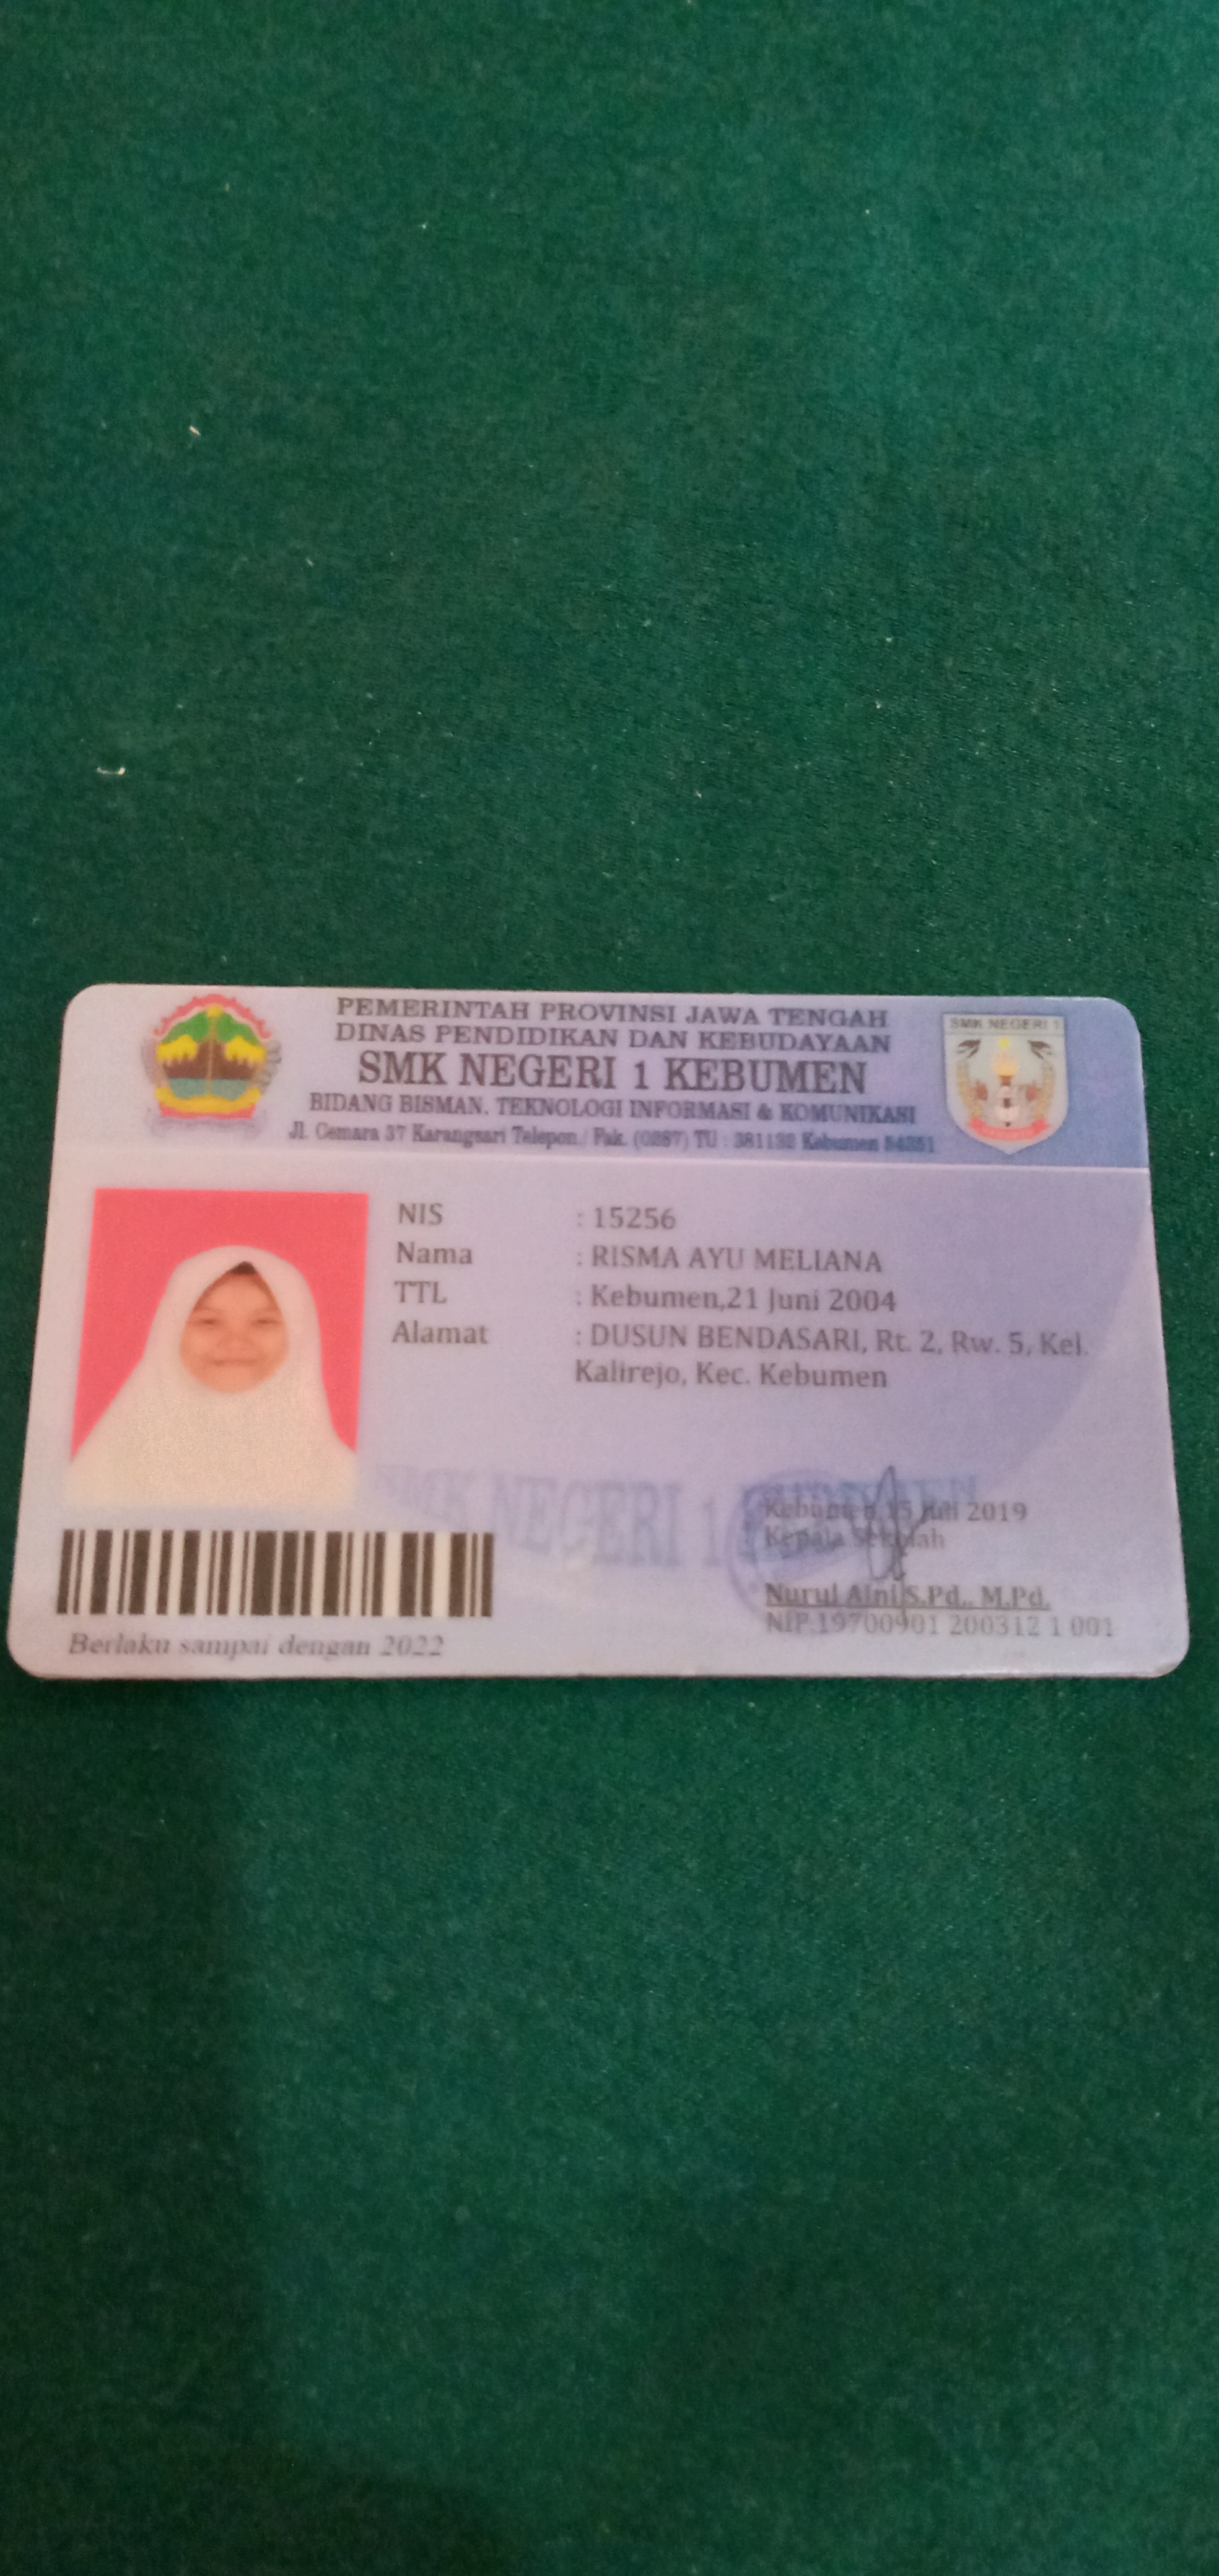 PEMERINTAH PROVINSI JAWA TENGAH
DINAS PENDIDIKAN DAN KEBUDAYAAN
SMK NEGERI 1 KEBUMEN
BIDANG BISMAN, TEKNOLOGI INFORMASI & KOMUNIKASI
Jl. Cemara 37 Karangsari Telepon / Fak. (0287) TU : 381132 Kebumen 54351
SMK NEGERI 1
NIS : 15256
Nama : RISMA AYU MELIANA
TTL : Kebumen,21 Juni 2004
Alamat : DUSUN BENDASARI, Rt. 2, Rw. 5, Kel.
Kalirejo, Kec. Kebumen
SMK NEGERI 1 KEBUMEN
Kebumen,15 Juli 2019
Kepala Sekolah
Nurul Aini,S.Pd., M.Pd.
NIP.19700901 200312 1 001
Berlaku sampai dengan 2022